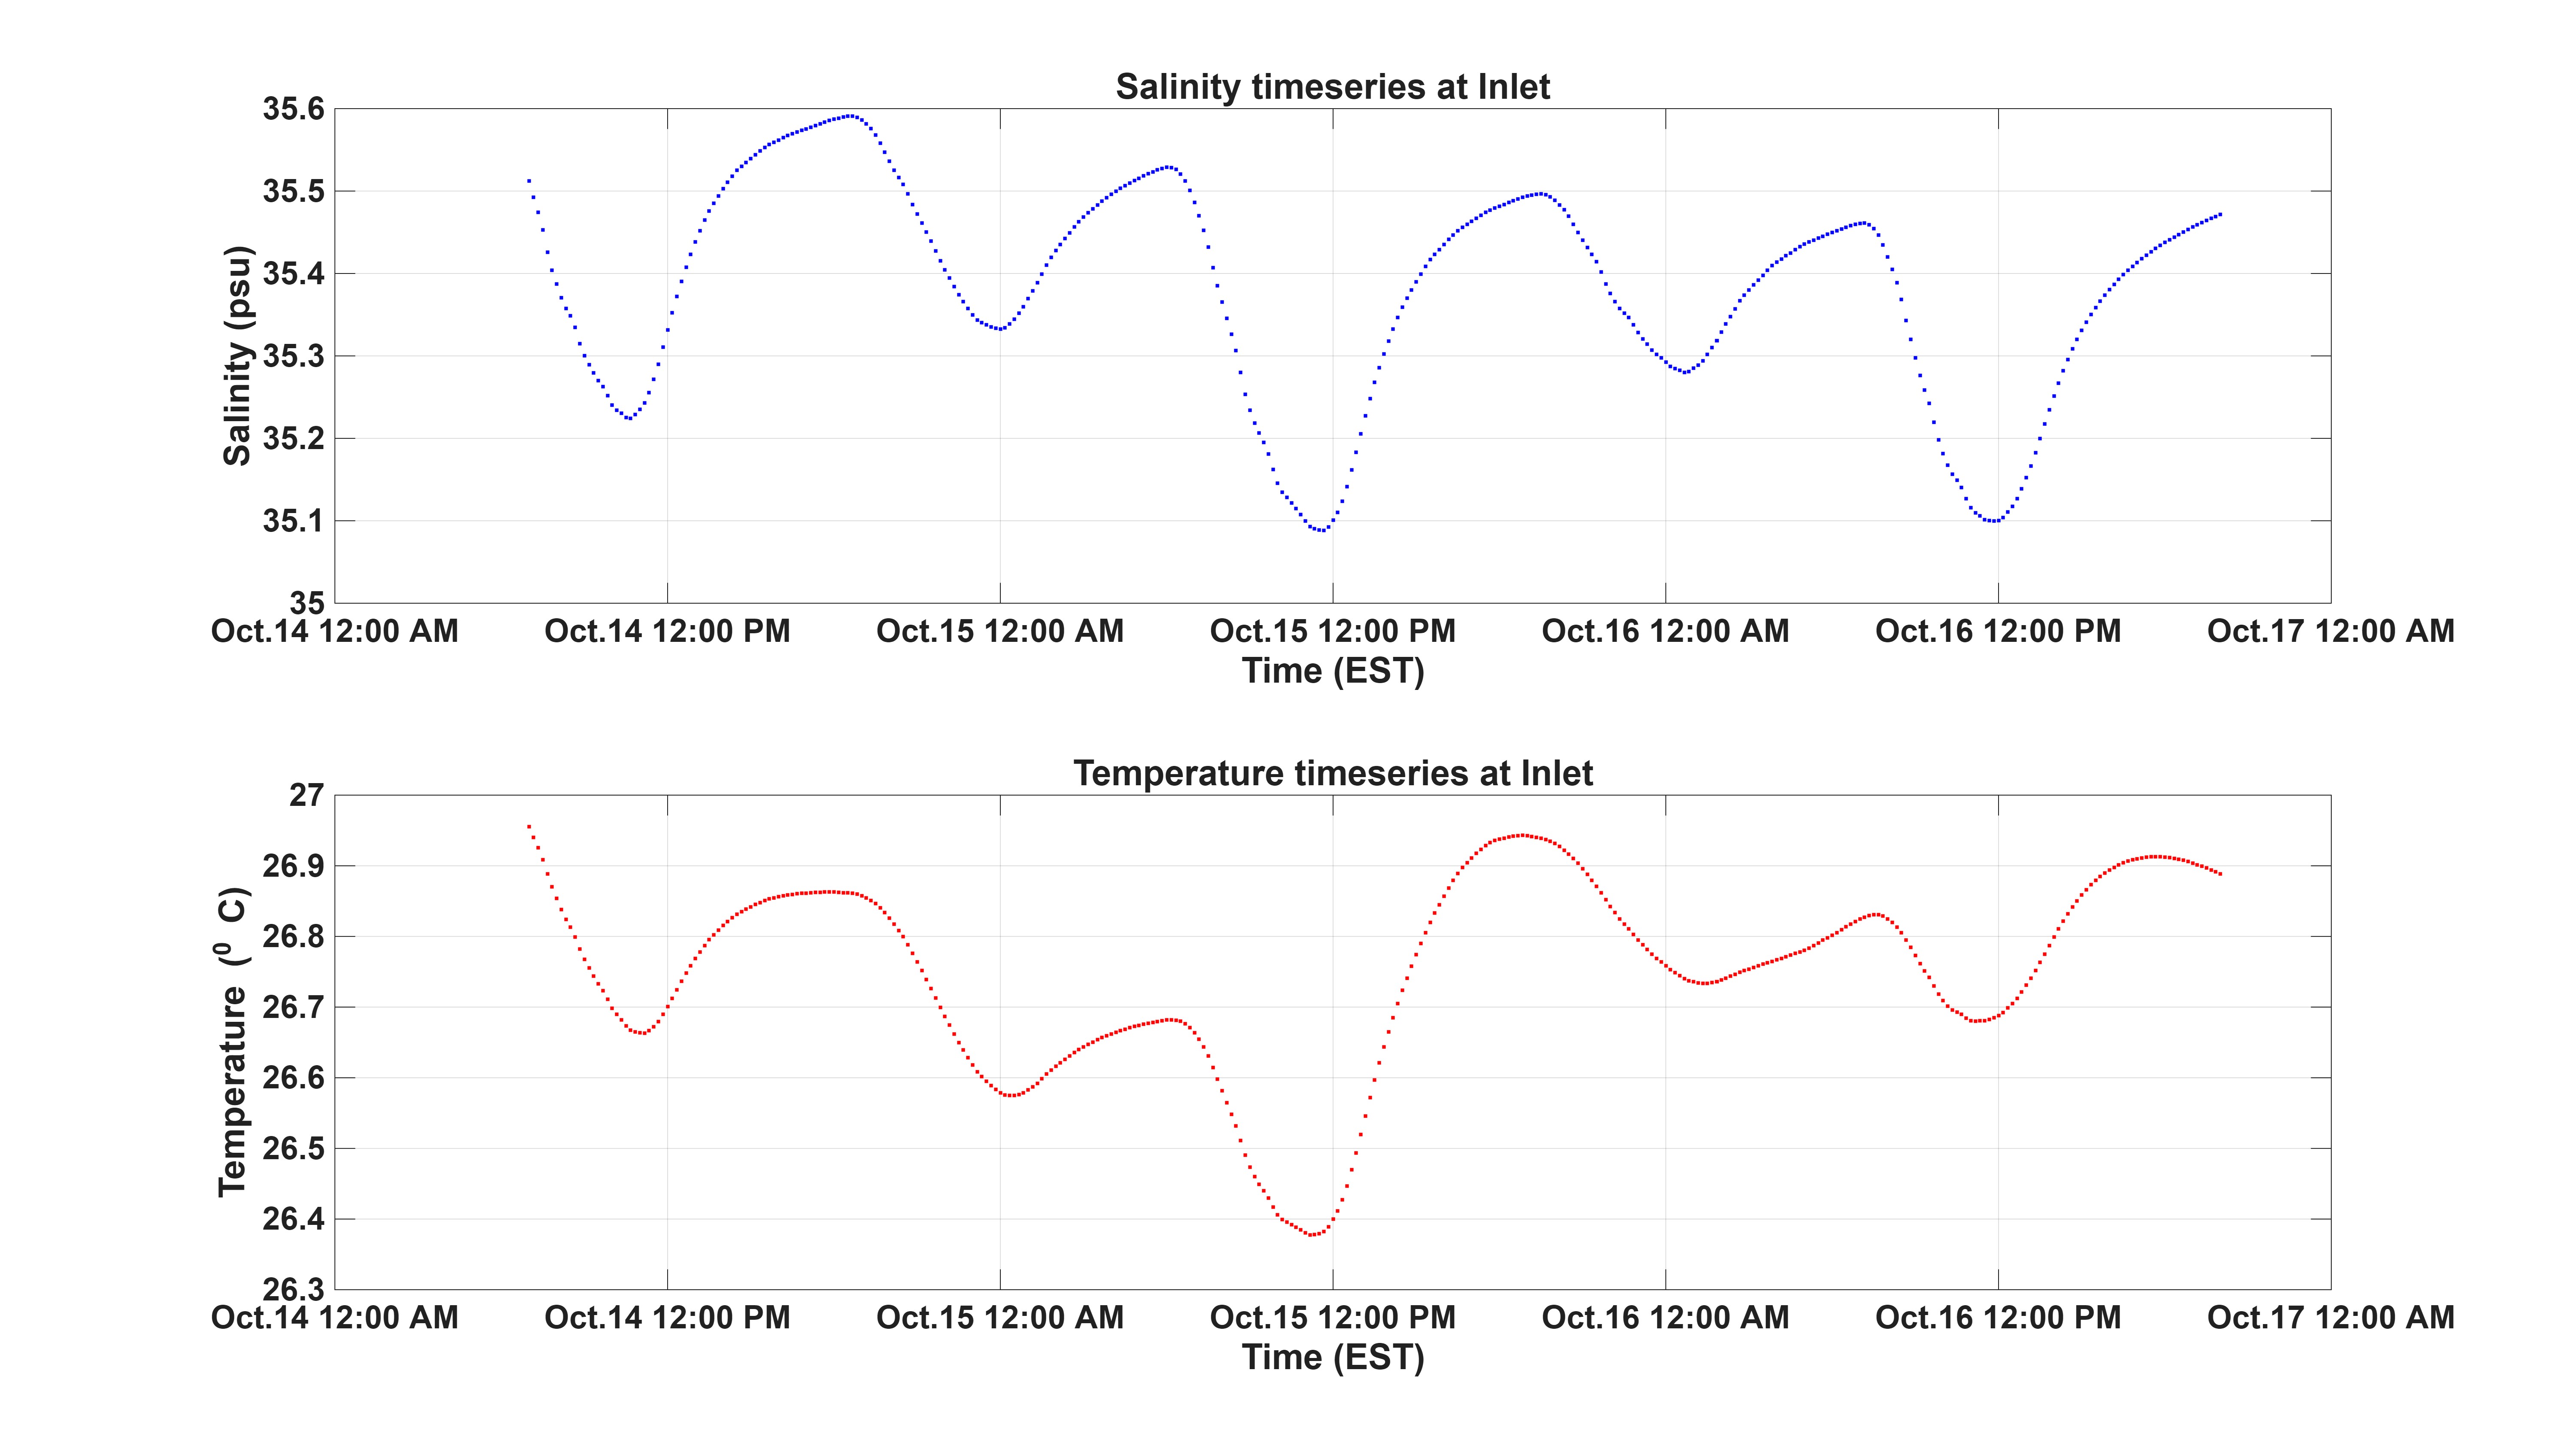 Salinity timeseries at Inlet
35.6
35.5
35.4
35.3
35.2
35.1
35
Salinity (psu)
Oct.14 12:00 AM Oct.14 12:00 PM Oct.15 12:00 AM Oct.15 12:00 PM Oct.16 12:00 AM Oct.16 12:00 PM Oct.17 12:00 AM
Time (EST)
Temperature timeseries at Inlet
27
26.9
26.8
26.7
26.6
26.5
26.4
26.3
Temperature (⁰ C)
Oct.14 12:00 AM Oct.14 12:00 PM Oct.15 12:00 AM Oct.15 12:00 PM Oct.16 12:00 AM Oct.16 12:00 PM Oct.17 12:00 AM
Time (EST)